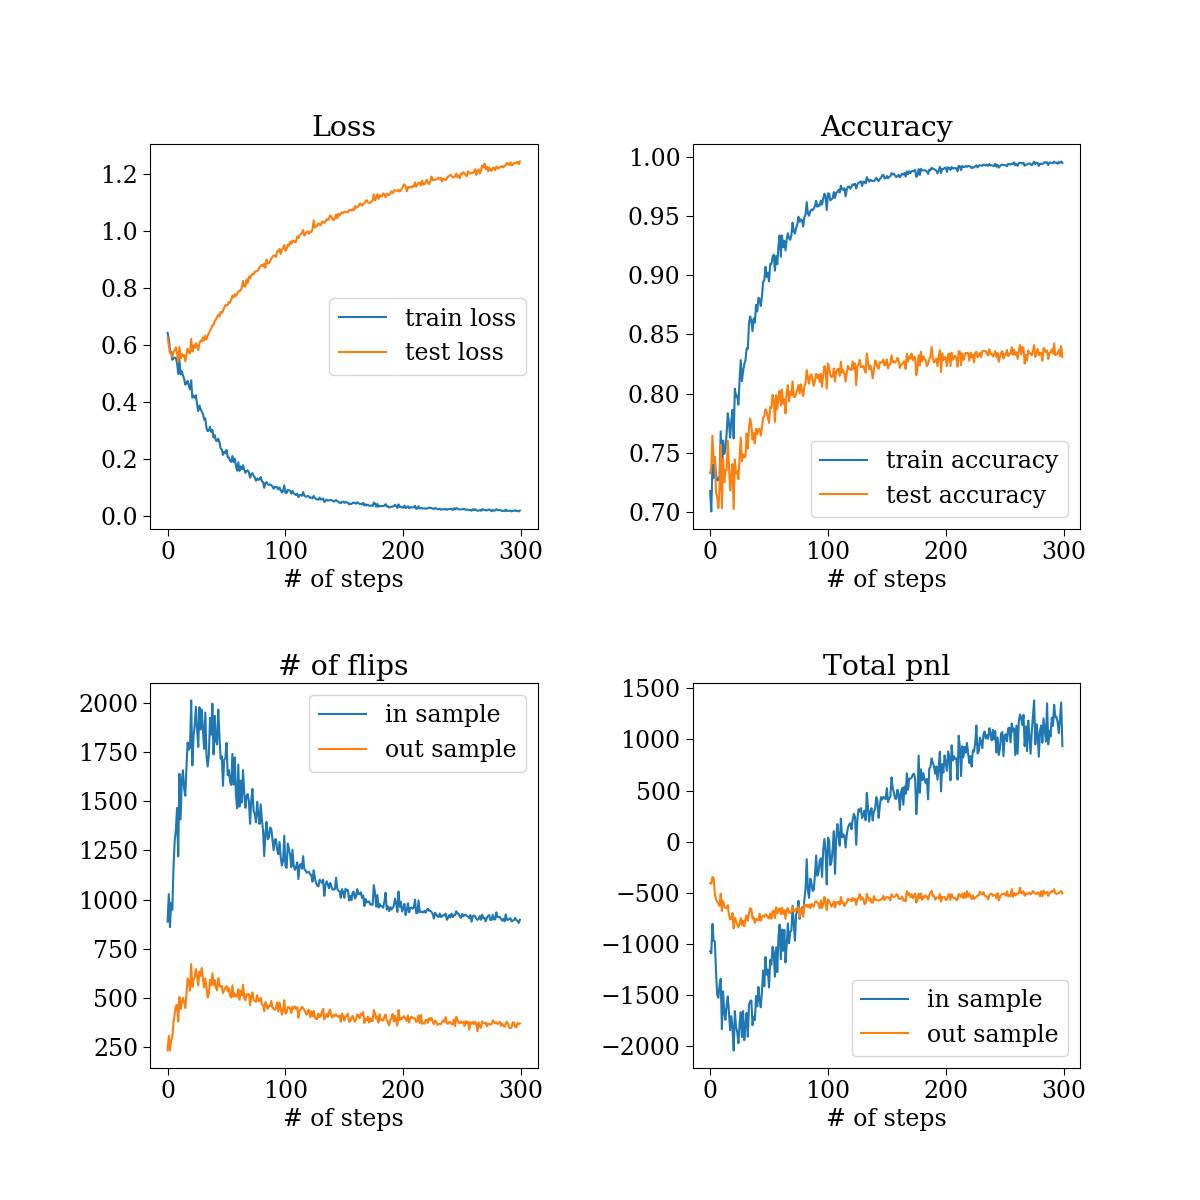 Loss
1.2
1.0
0.8
0.6
0.4
0.2
0.0
train loss
test loss
0 100 200 300
# of steps
Accuracy
1.00
0.95
0.90
0.85
0.80
0.75
0.70
train accuracy
test accuracy
0 100 200 300
# of steps
# of flips
2000
1750
1500
1250
1000
750
500
250
in sample
out sample
0 100 200 300
# of steps
Total pnl
1500
1000
500
0
−500
−1000
−1500
−2000
in sample
out sample
0 100 200 300
# of steps